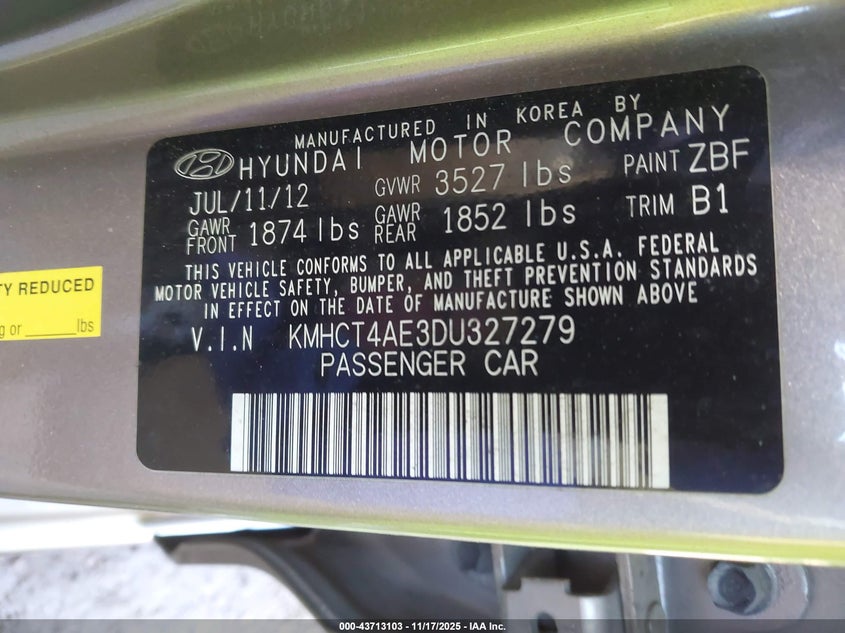 MANUFACTURED IN KOREA BY
HYUNDAI MOTOR COMPANY
JUL/11/12 GVWR 3527 lbs PAINT ZBF
GAWR FRONT 1874 lbs GAWR REAR 1852 lbs TRIM B1
THIS VEHICLE CONFORMS TO ALL APPLICABLE U.S.A. FEDERAL
MOTOR VEHICLE SAFETY, BUMPER, AND THEFT PREVENTION STANDARDS
IN EFFECT ON THE DATE OF MANUFACTURE SHOWN ABOVE
V.I.N KMHCT4AE3DU327279
PASSENGER CAR
TY REDUCED
g or ____lbs
000-43713103 - 11/17/2025 - IAA Inc.